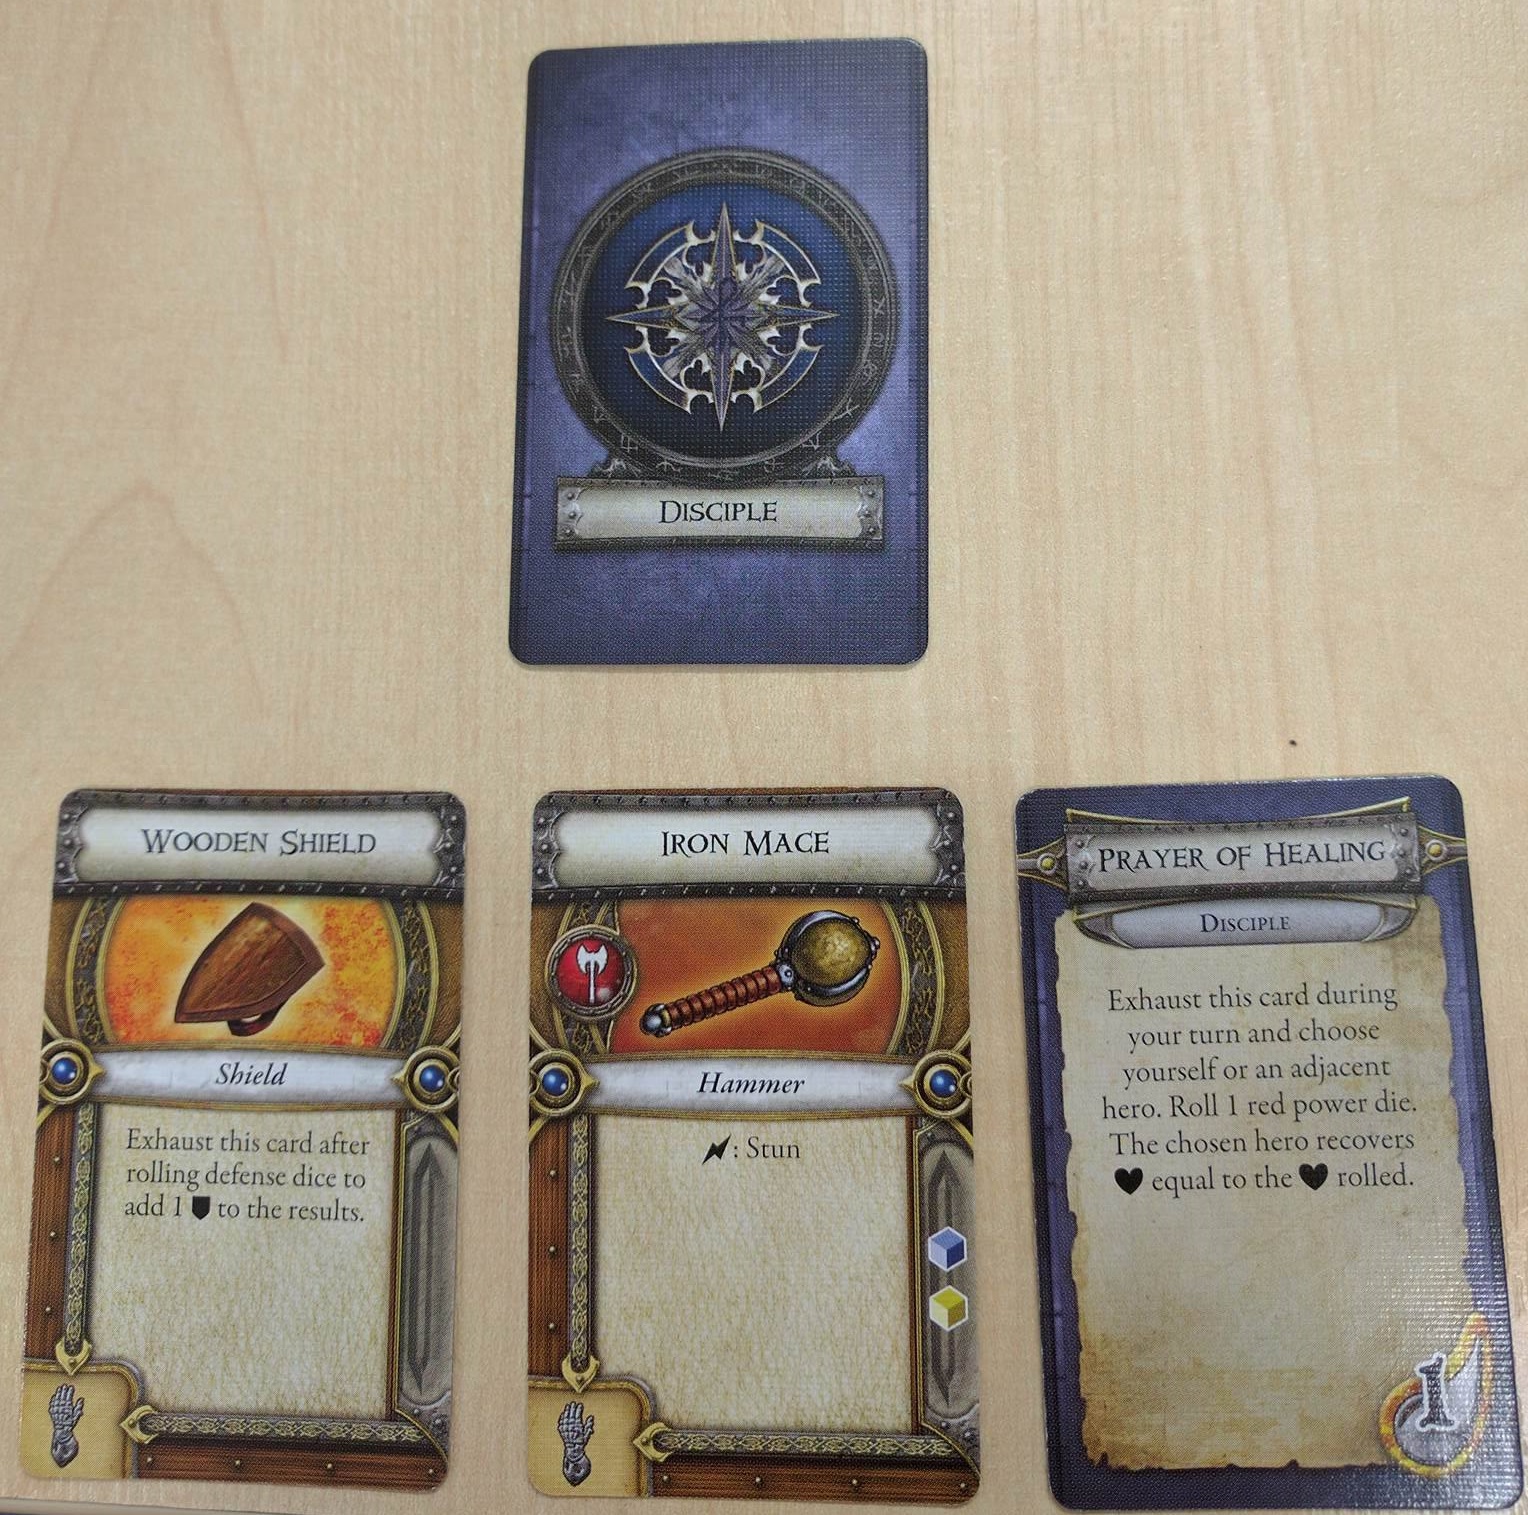 DISCIPLE
WOODEN SHIELD
Shield
Exhaust this card after
rolling defense dice to
add 1 to the results.
IRON MACE
Hammer
: Stun
PRAYER OF HEALING
DISCIPLE
Exhaust this card during
your turn and choose
yourself or an adjacent
hero. Roll 1 red power die.
The chosen hero recovers
equal to the rolled.
1